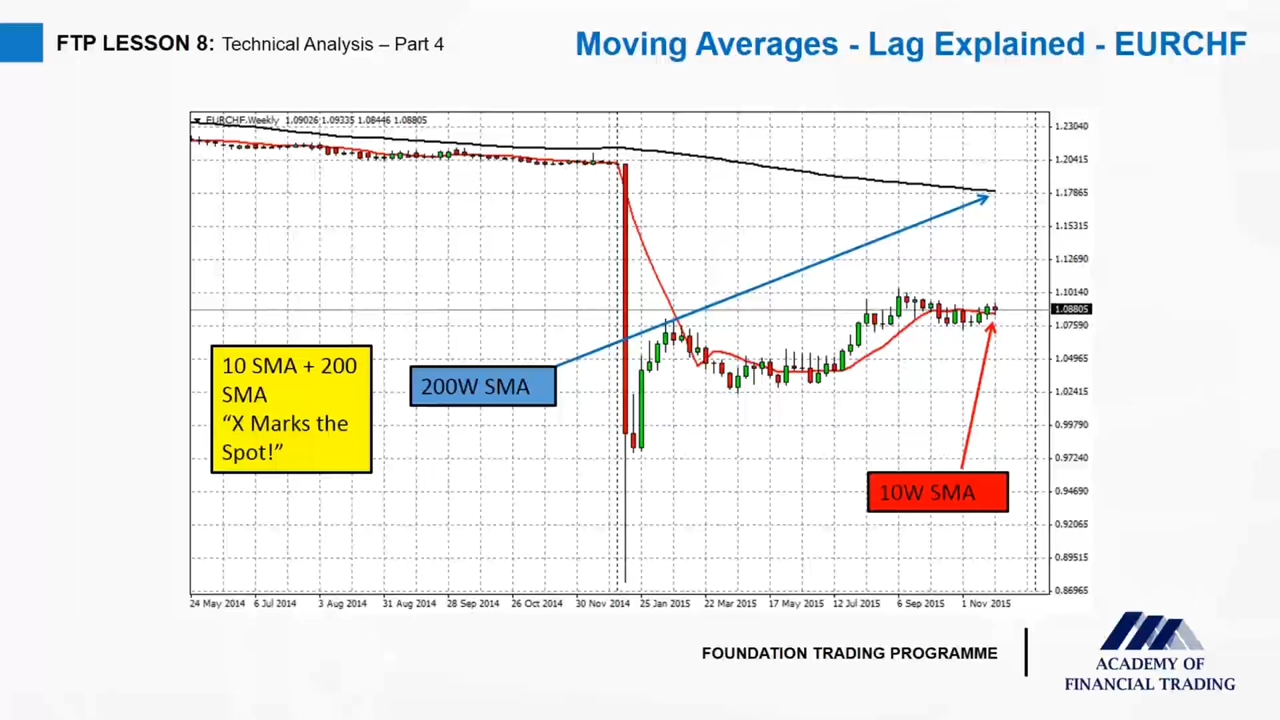 FTP LESSON 8: Technical Analysis – Part 4
Moving Averages - Lag Explained - EURCHF
EURCHF,Weekly 1.09026 1.09335 1.08446 1.08805
1.23040
1.20415
1.17865
1.15315
1.12690
1.10140
1.08805
1.07590
1.04965
1.02415
0.99790
0.97240
0.94690
0.92065
0.89515
0.86965
10 SMA + 200
SMA
“X Marks the
Spot!”
200W SMA
10W SMA
24 May 2014 6 Jul 2014 3 Aug 2014 31 Aug 2014 28 Sep 2014 26 Oct 2014 30 Nov 2014 25 Jan 2015 22 Mar 2015 17 May 2015 12 Jul 2015 6 Sep 2015 1 Nov 2015
FOUNDATION TRADING PROGRAMME
ACADEMY OF
FINANCIAL TRADING